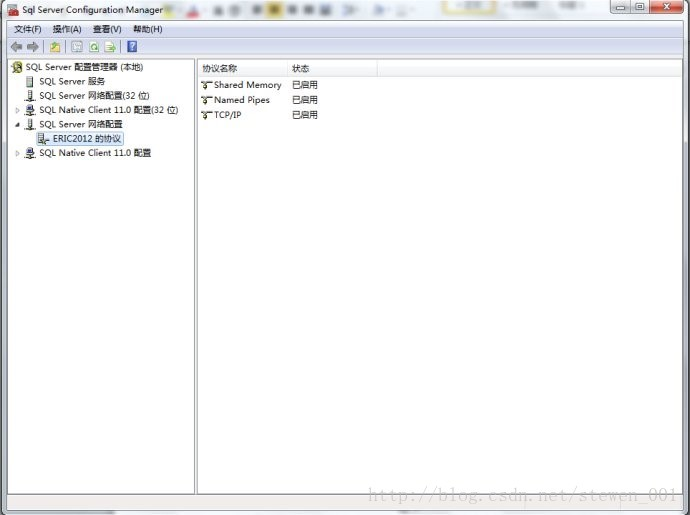 Sql Server Configuration Manager
文件(F) 操作(A) 查看(V) 帮助(H)
SQL Server 配置管理器 (本地)
SQL Server 服务
SQL Server 网络配置(32 位)
SQL Native Client 11.0 配置(32 位)
SQL Server 网络配置
ERIC2012 的协议
SQL Native Client 11.0 配置
协议名称 状态
Shared Memory 已启用
Named Pipes 已启用
TCP/IP 已启用
http://blog.csdn.net/stewen_001